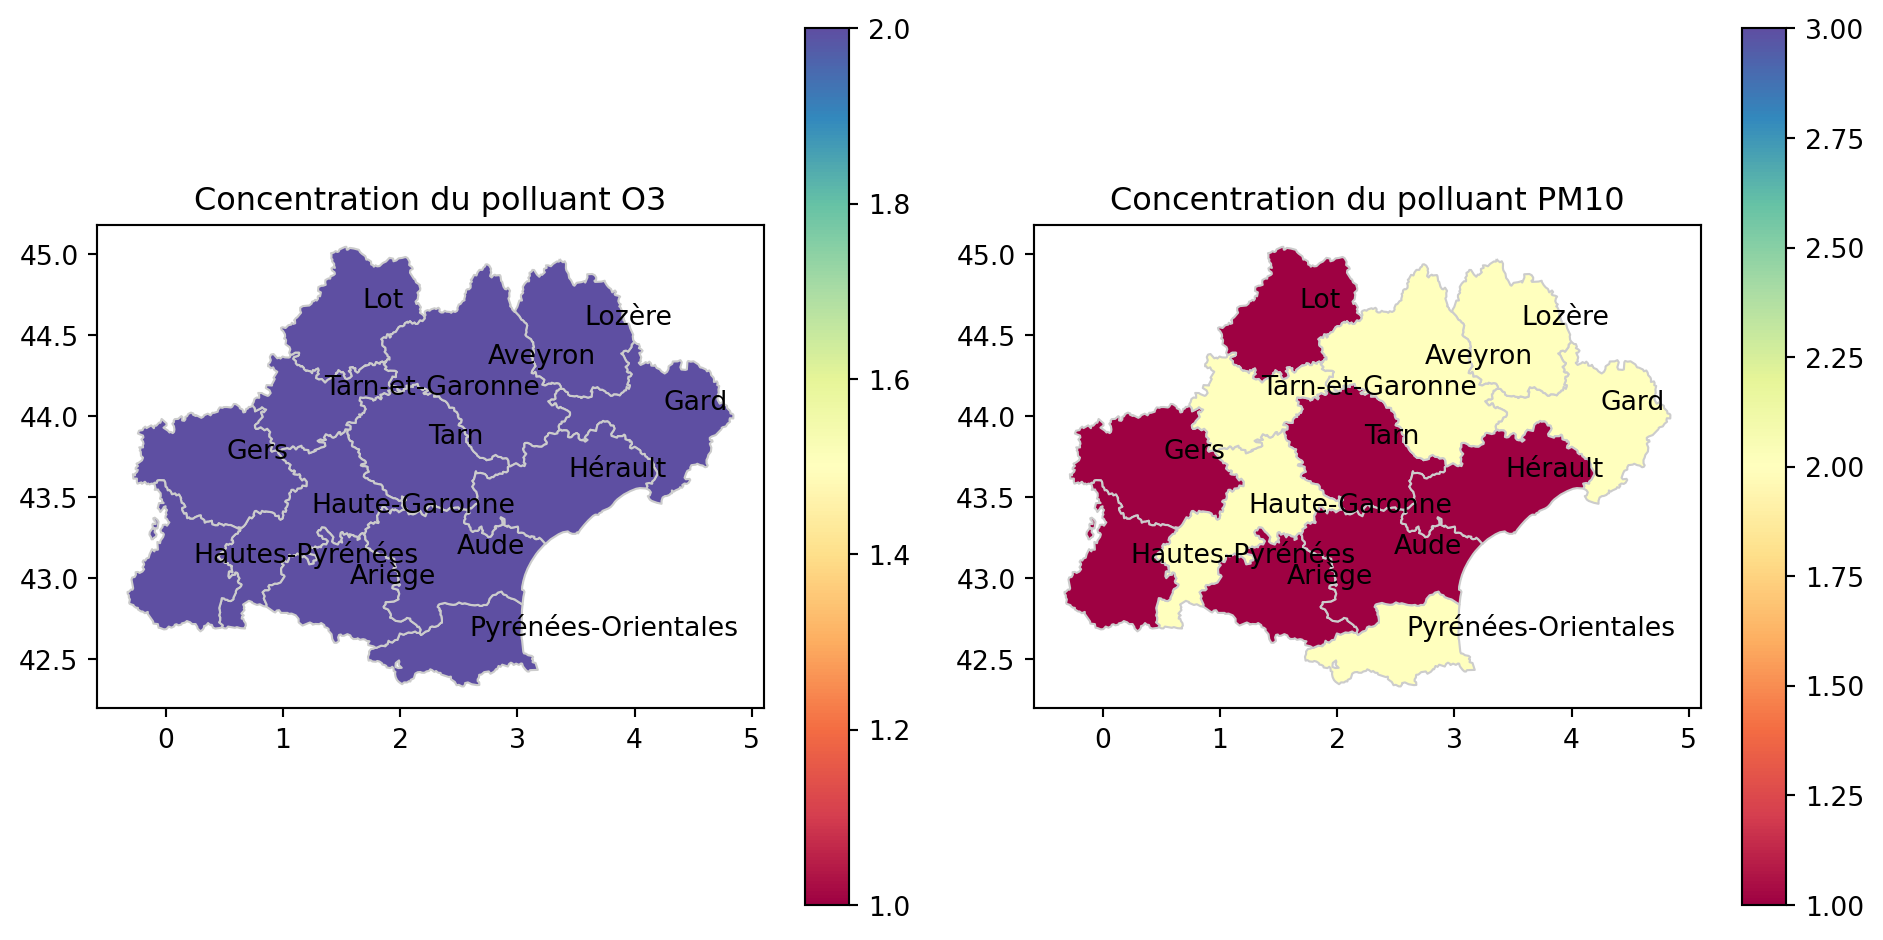 Concentration du polluant O3
45.0
44.5
44.0
43.5
43.0
42.5
0 1 2 3 4 5
Lot
Lozère
Aveyron
Tarn-et-Garonne
Gard
Tarn
Gers
Hérault
Haute-Garonne
Aude
Hautes-Pyrénées
Ariège
Pyrénées-Orientales
2.0
1.8
1.6
1.4
1.2
1.0
Concentration du polluant PM10
45.0
44.5
44.0
43.5
43.0
42.5
0 1 2 3 4 5
Lot
Lozère
Aveyron
Tarn-et-Garonne
Gard
Tarn
Gers
Hérault
Haute-Garonne
Aude
Hautes-Pyrénées
Ariège
Pyrénées-Orientales
3.00
2.75
2.50
2.25
2.00
1.75
1.50
1.25
1.00